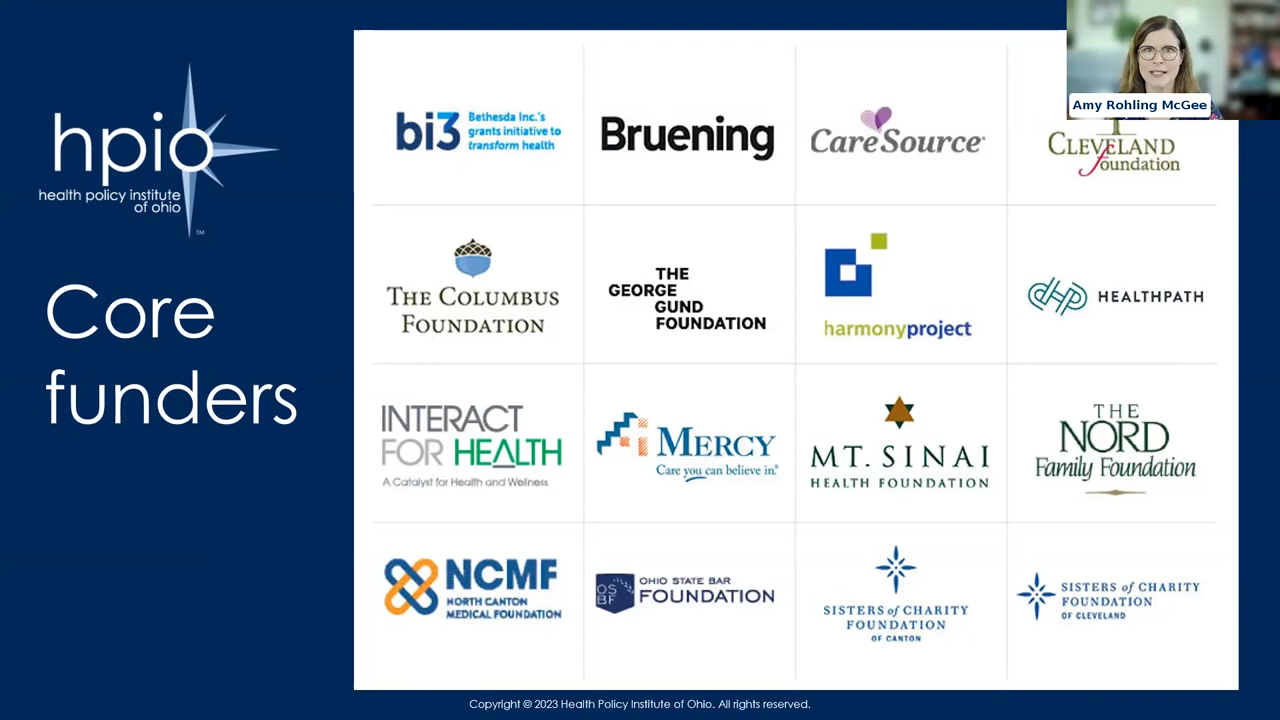 hpio
health policy institute
of ohio
TM
Core
funders
bi3
Bethesda Inc.'s
grants initiative to
transform health
Bruening
CareSource®
Amy Rohling McGee
CLEVELAND
foundation
THE COLUMBUS
FOUNDATION
THE
GEORGE
GUND
FOUNDATION
harmonyproject
HEALTHPATH
INTERACT
FOR HEALTH
A Catalyst for Health and Wellness
MERCY
Care you can believe in.®
MT. SINAI
HEALTH FOUNDATION
THE
NORD
Family Foundation
NCMF
NORTH CANTON
MEDICAL FOUNDATION
OS
BF
OHIO STATE BAR
FOUNDATION
SISTERS of CHARITY
FOUNDATION
OF CANTON
SISTERS of CHARITY
FOUNDATION
OF CLEVELAND
Copyright © 2023 Health Policy Institute of Ohio. All rights reserved.